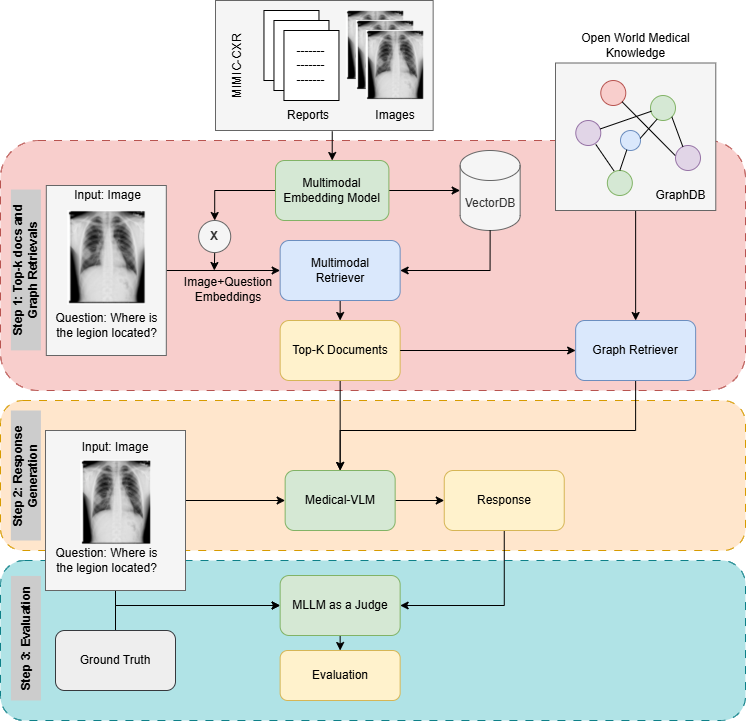 MIMIC-CXR
Reports
Images
Open World Medical
Knowledge
GraphDB
Step 1: Top-k docs and
Graph Retrievals
Input: Image
Question: Where is
the legion located?
Multimodal
Embedding Model
VectorDB
X
Image+Question
Embeddings
Multimodal
Retriever
Top-K Documents
Graph Retriever
Step 2: Response
Generation
Input: Image
Question: Where is
the legion located?
Medical-VLM
Response
Step 3: Evaluation
Ground Truth
MLLM as a Judge
Evaluation